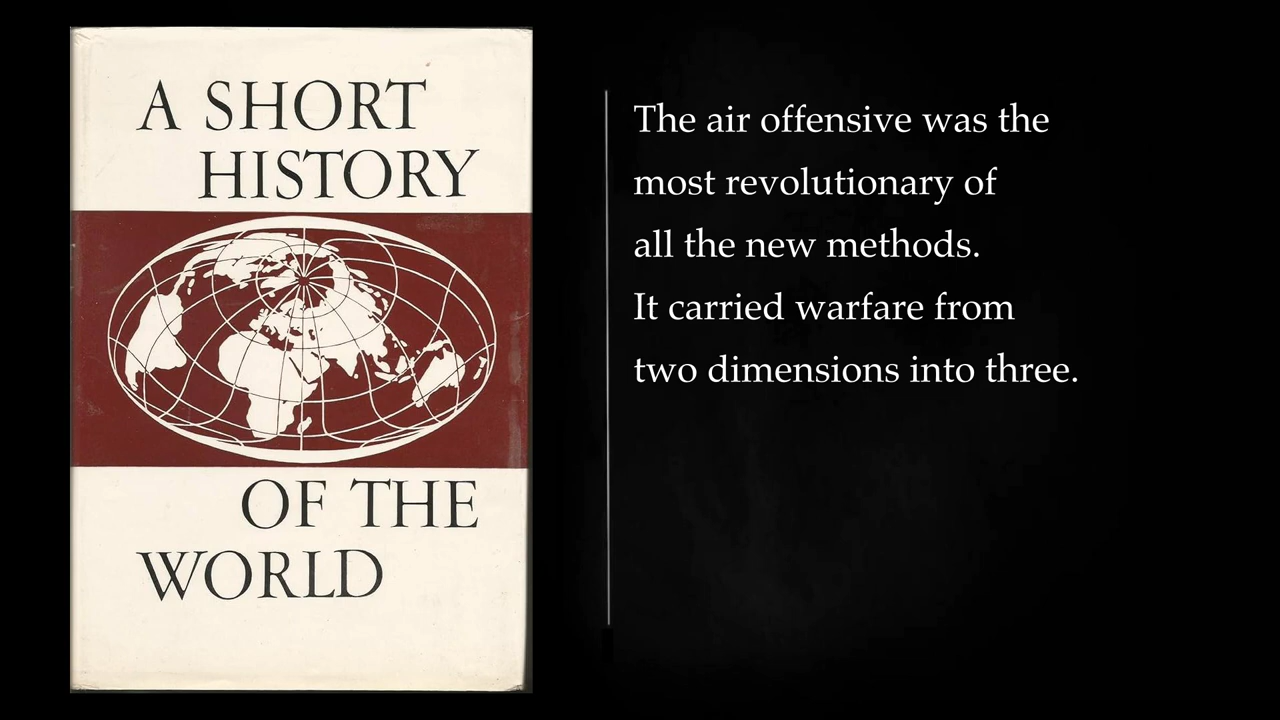 A SHORT
HISTORY
OF THE
WORLD
The air offensive was the
most revolutionary of
all the new methods.
It carried warfare from
two dimensions into three.